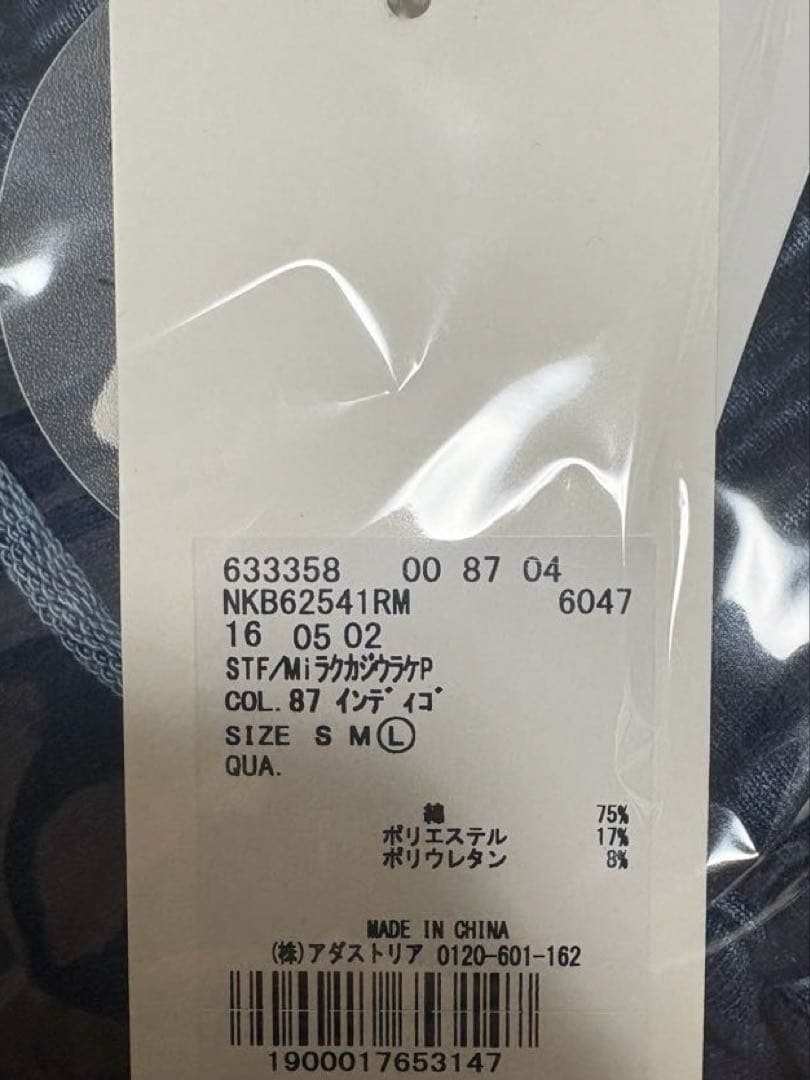 633358 00 87 04
NKB62541RM 6047
16 05 02
STF/MiラクカジウラケP
COL.87 インディゴ
SIZE S M Ⓛ
QUA.
綿 75%
ポリエステル 17%
ポリウレタン 8%
MADE IN CHINA
(株)アダストリア 0120-601-162
1900017653147